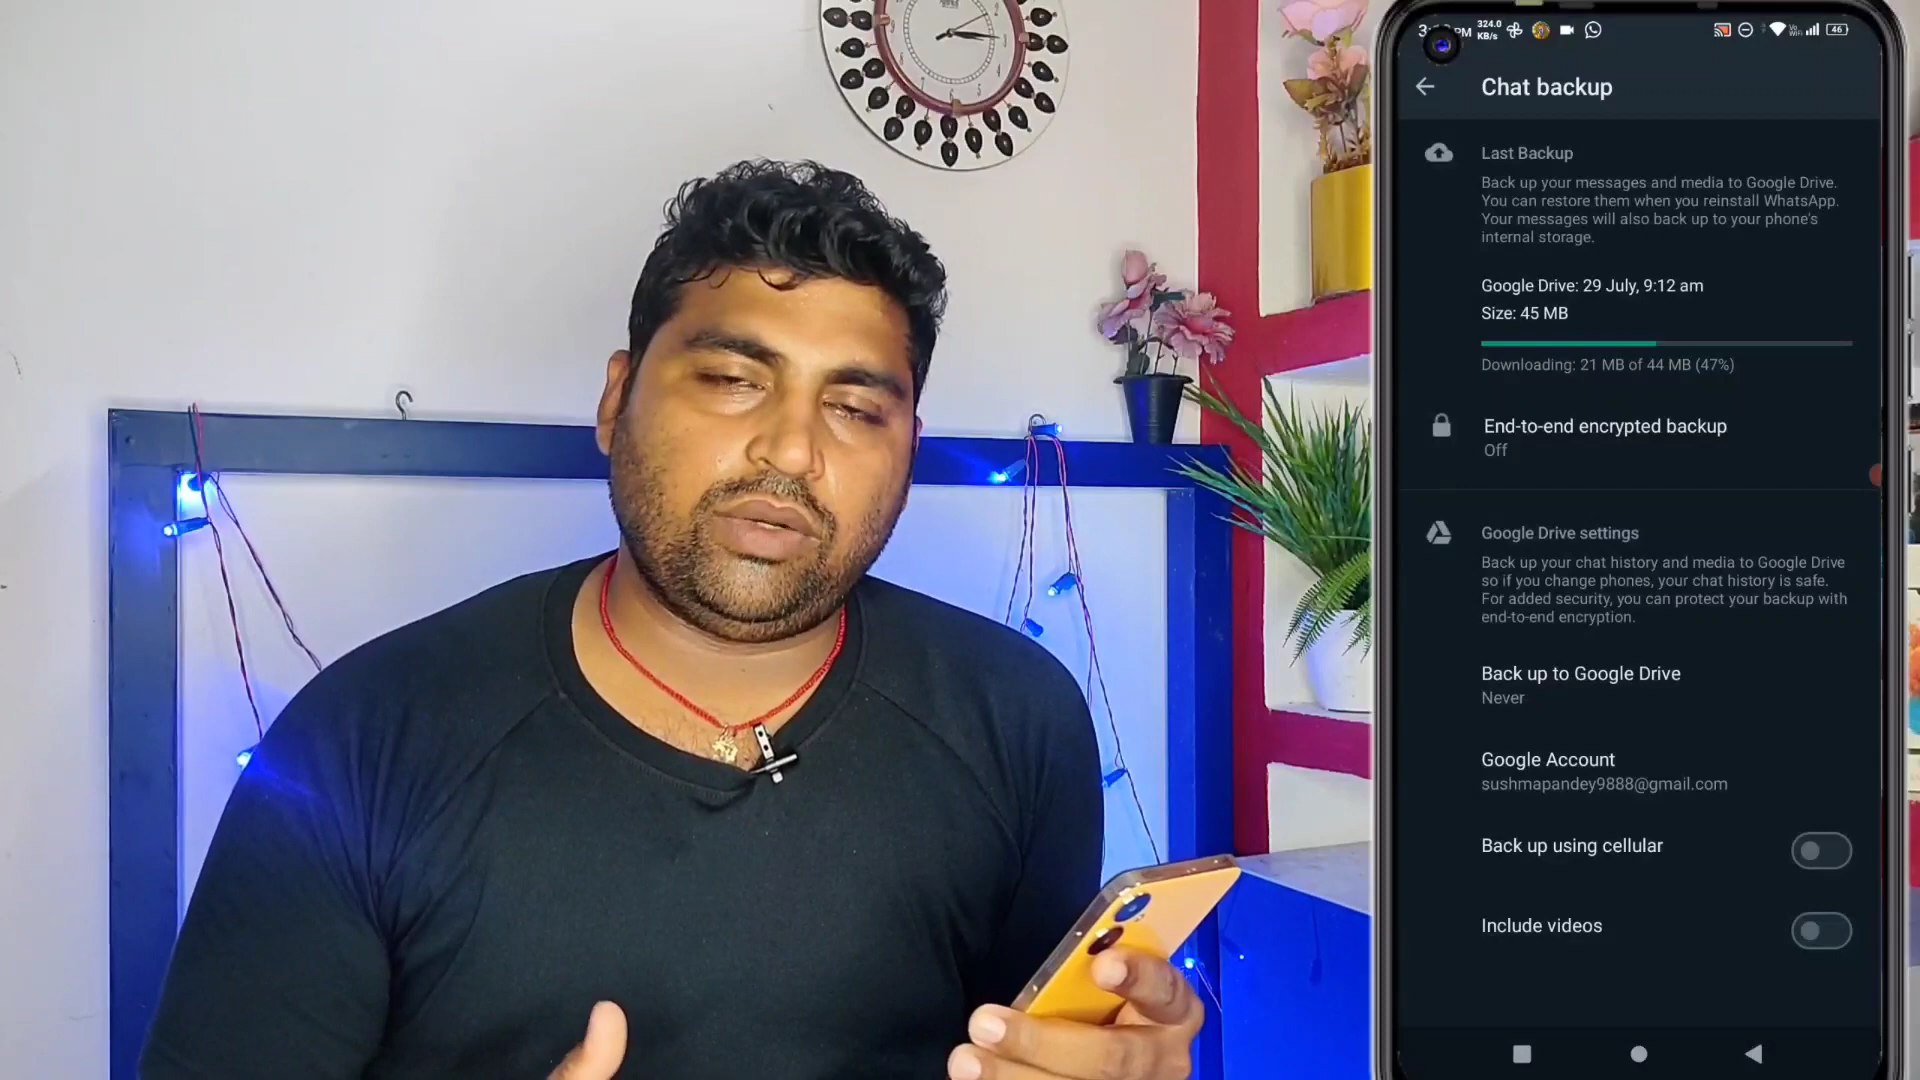 324.0
KB/s
46
Chat backup
Last Backup
Back up your messages and media to Google Drive.
You can restore them when you reinstall WhatsApp.
Your messages will also back up to your phone's
internal storage.
Google Drive: 29 July, 9:12 am
Size: 45 MB
Downloading: 21 MB of 44 MB (47%)
End-to-end encrypted backup
Off
Google Drive settings
Back up your chat history and media to Google Drive
so if you change phones, your chat history is safe.
For added security, you can protect your backup with
end-to-end encryption.
Back up to Google Drive
Never
Google Account
sushmapandey9888@gmail.com
Back up using cellular
Include videos